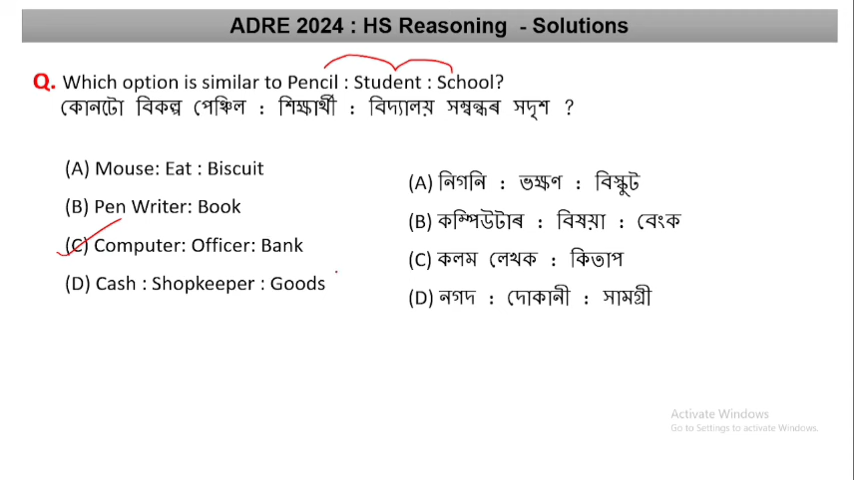 ADRE 2024 : HS Reasoning - Solutions
Q. Which option is similar to Pencil : Student : School?
কোনটো বিকল্প পেঞ্চিল : শিক্ষাৰ্থী : বিদ্যালয় সম্বন্ধৰ সদৃশ ?
(A) Mouse: Eat : Biscuit
(B) Pen Writer: Book
(C) Computer: Officer: Bank
(D) Cash : Shopkeeper : Goods
(A) নিগনি : ভক্ষণ : বিস্কুট
(B) কম্পিউটাৰ : বিষয়া : বেংক
(C) কলম লেখক : কিতাপ
(D) নগদ : দোকানী : সামগ্ৰী
Activate Windows
Go to Settings to activate Windows.